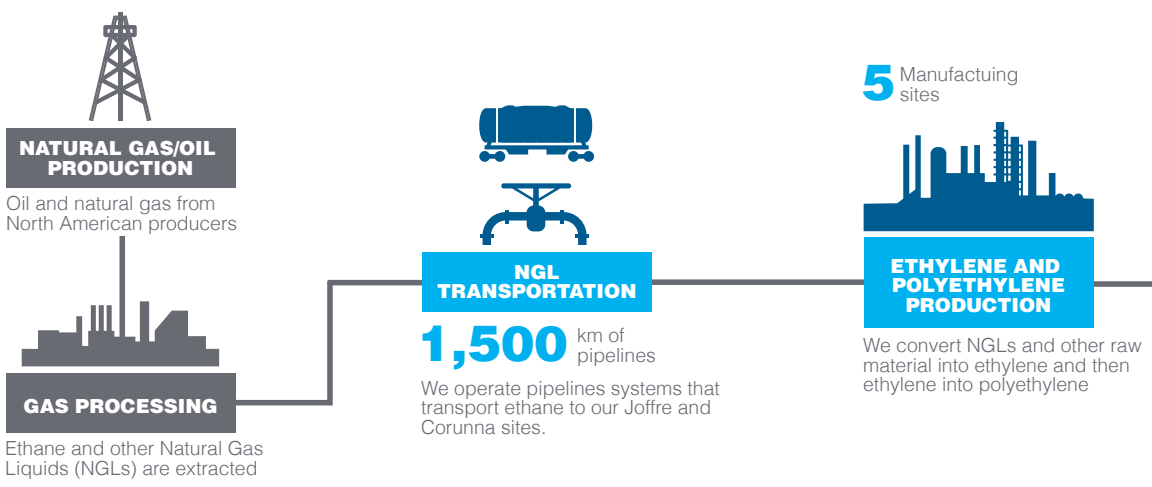 NATURAL GAS/OIL
PRODUCTION
Oil and natural gas from
North American producers
GAS PROCESSING
Ethane and other Natural Gas
Liquids (NGLs) are extracted
NGL
TRANSPORTATION
1,500 km of
pipelines
We operate pipelines systems that
transport ethane to our Joffre and
Corunna sites.
5 Manufactuing
sites
ETHYLENE AND
POLYETHYLENE
PRODUCTION
We convert NGLs and other raw
material into ethylene and then
ethylene into polyethylene